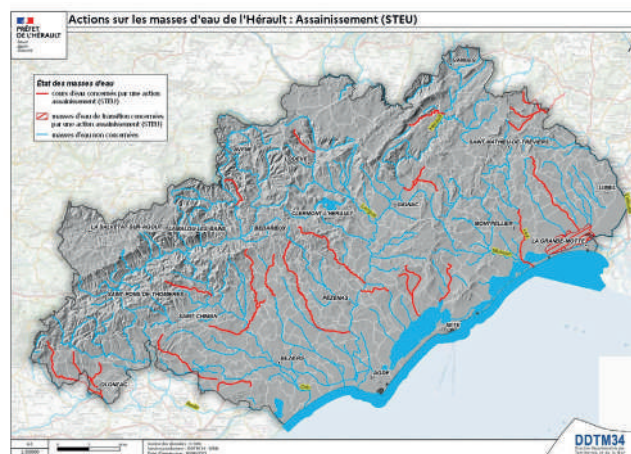 PRÉFET
DE L'HÉRAULT
Actions sur les masses d'eau de l'Hérault : Assainissement (STEU)
État des masses d'eau
cours d'eau concernés par une action
assainissement (STEU)
masses d'eau de transition concernées
par une action assainissement (STEU)
masses d'eau non concernées
GANGES
SAINT-MATHIEU-DE-TREVIERS
LODEVE
LUNEL
CLERMONT L'HERAULT
GIGNAC
LA SALVETAT-SUR-AGOUT
LAMALOU-LES-BAINS
BEDARIEUX
MONTPELLIER
LA GRANDE-MOTTE
SAINT-PONS-DE-THOMIERES
SAINT-CHINIAN
PEZENAS
SETE
BEZIERS
AGDE
OLONZAC
DDTM34